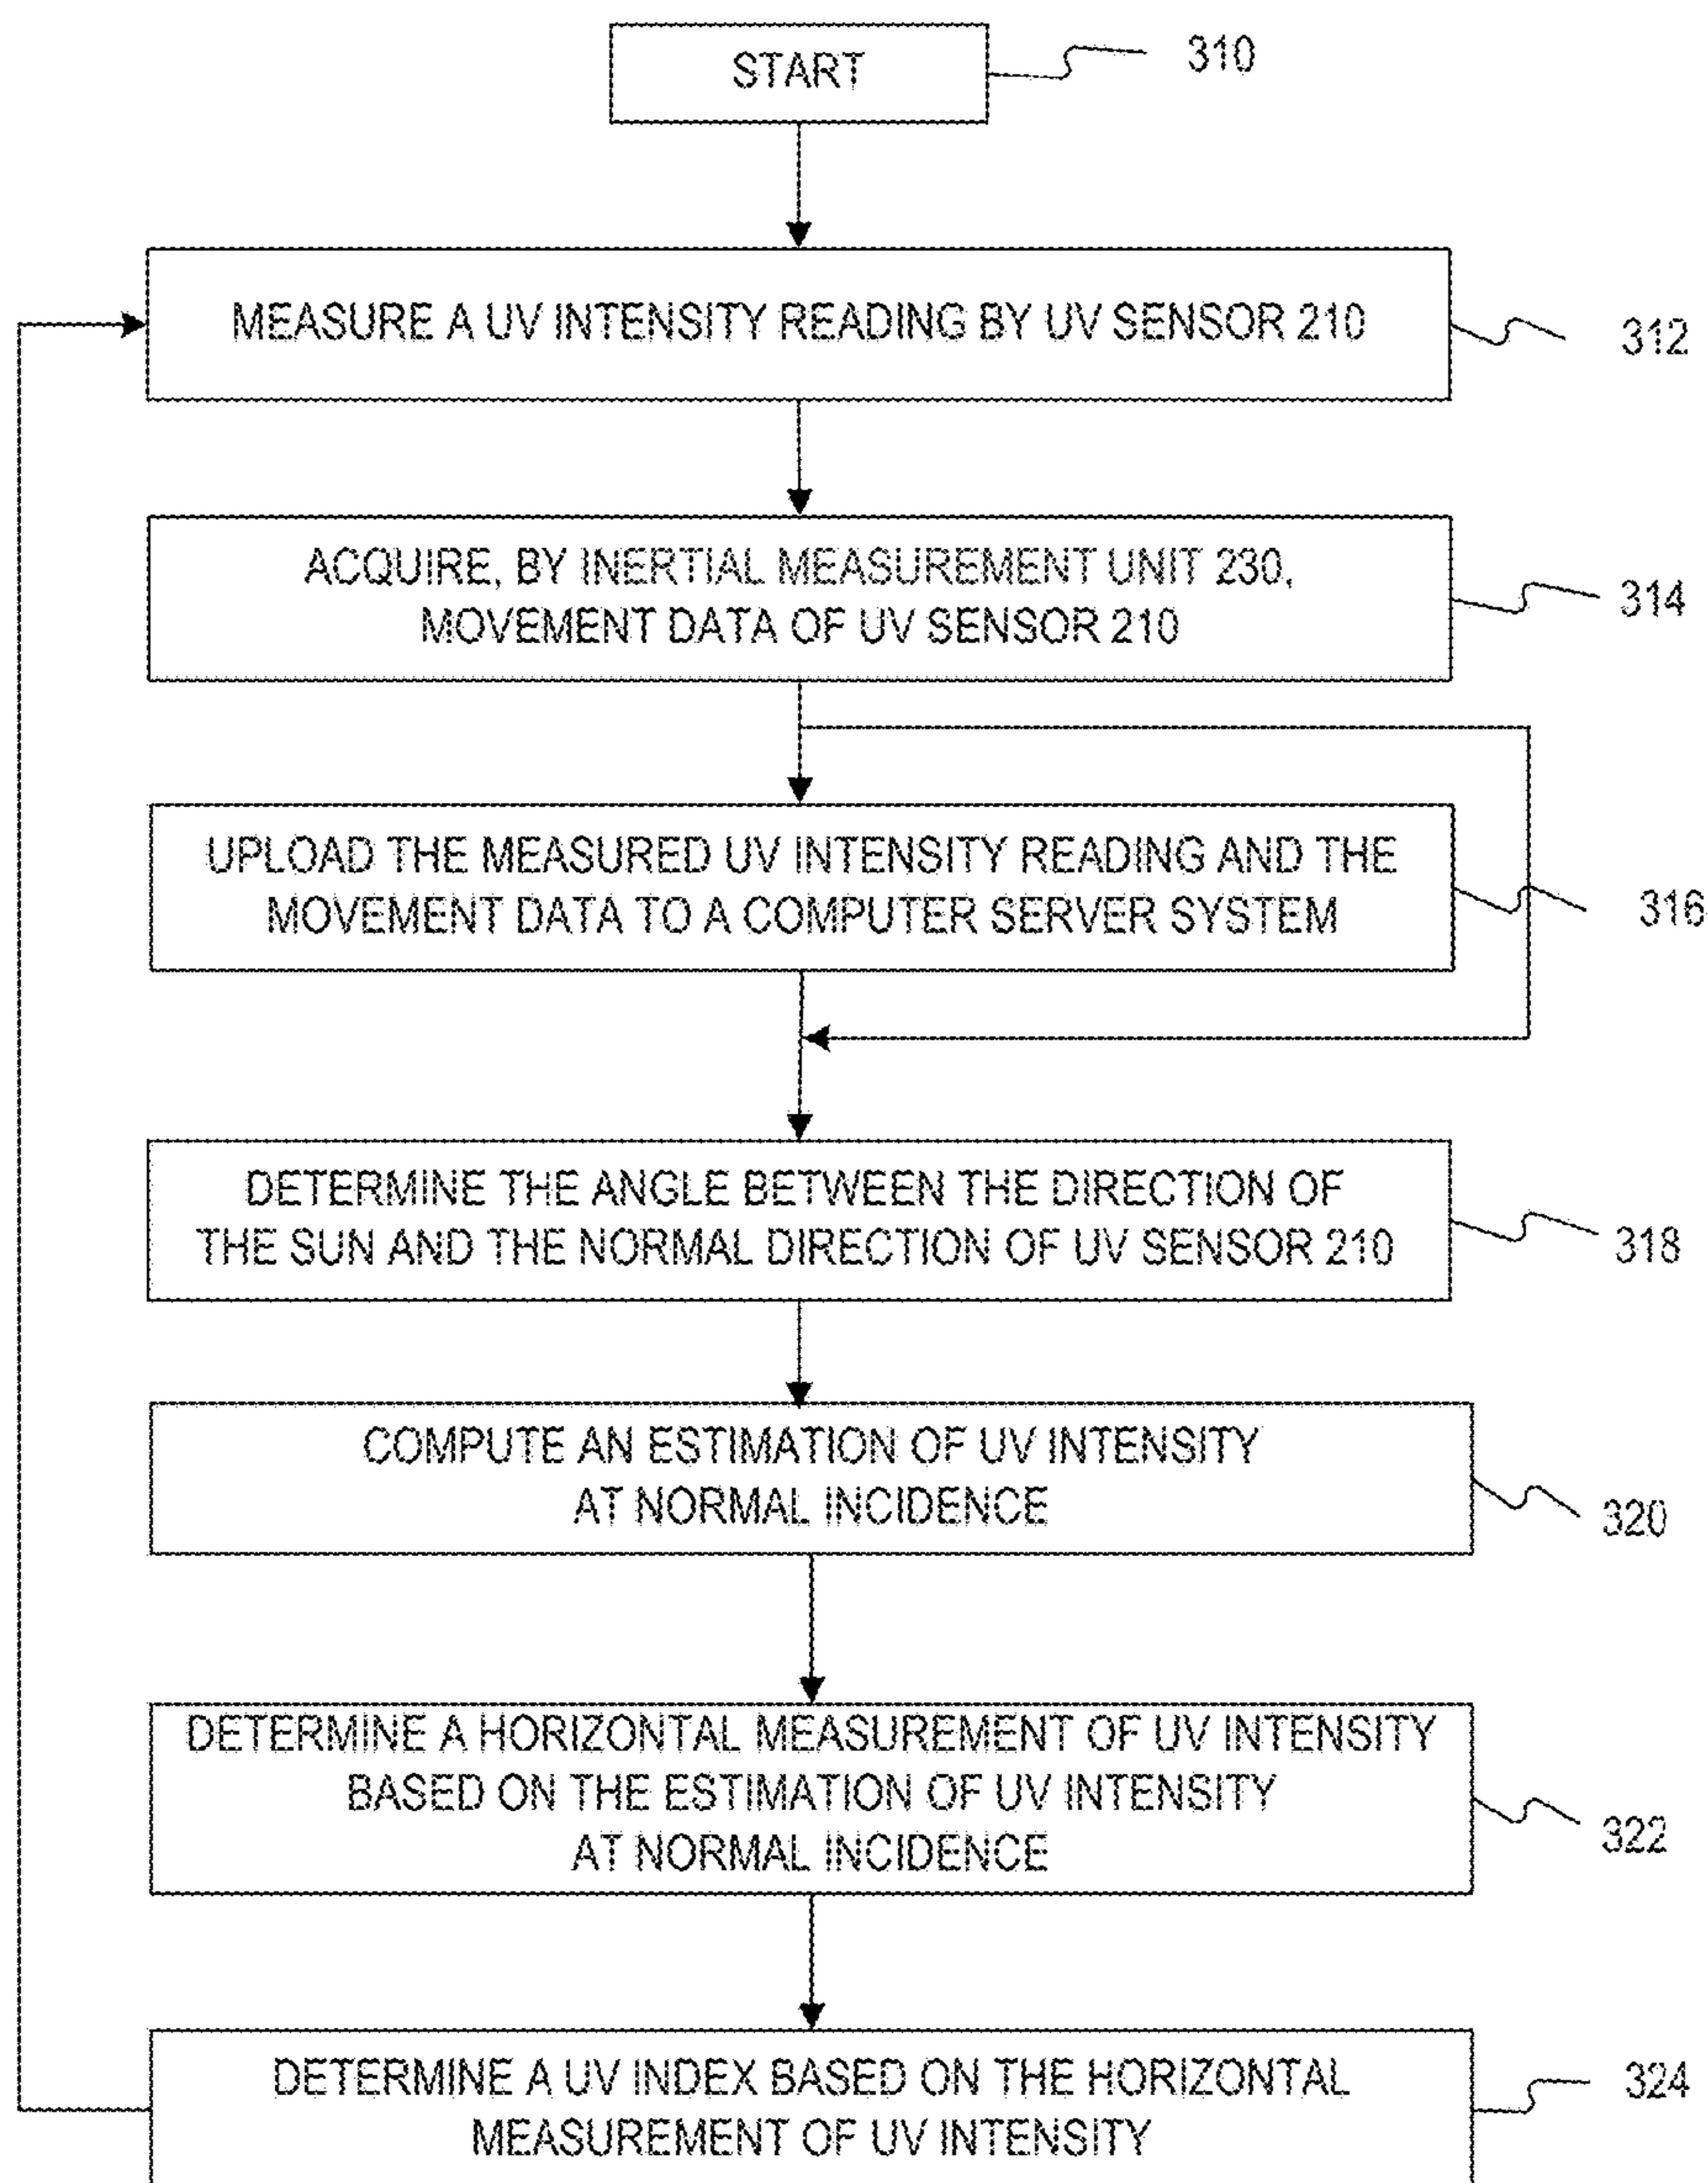 START
310
MEASURE A UV INTENSITY READING BY UV SENSOR 210
312
ACQUIRE, BY INERTIAL MEASUREMENT UNIT 230,
MOVEMENT DATA OF UV SENSOR 210
314
UPLOAD THE MEASURED UV INTENSITY READING AND THE
MOVEMENT DATA TO A COMPUTER SERVER SYSTEM
316
DETERMINE THE ANGLE BETWEEN THE DIRECTION OF
THE SUN AND THE NORMAL DIRECTION OF UV SENSOR 210
318
COMPUTE AN ESTIMATION OF UV INTENSITY
AT NORMAL INCIDENCE
320
DETERMINE A HORIZONTAL MEASUREMENT OF UV INTENSITY
BASED ON THE ESTIMATION OF UV INTENSITY
AT NORMAL INCIDENCE
322
DETERMINE A UV INDEX BASED ON THE HORIZONTAL
MEASUREMENT OF UV INTENSITY
324